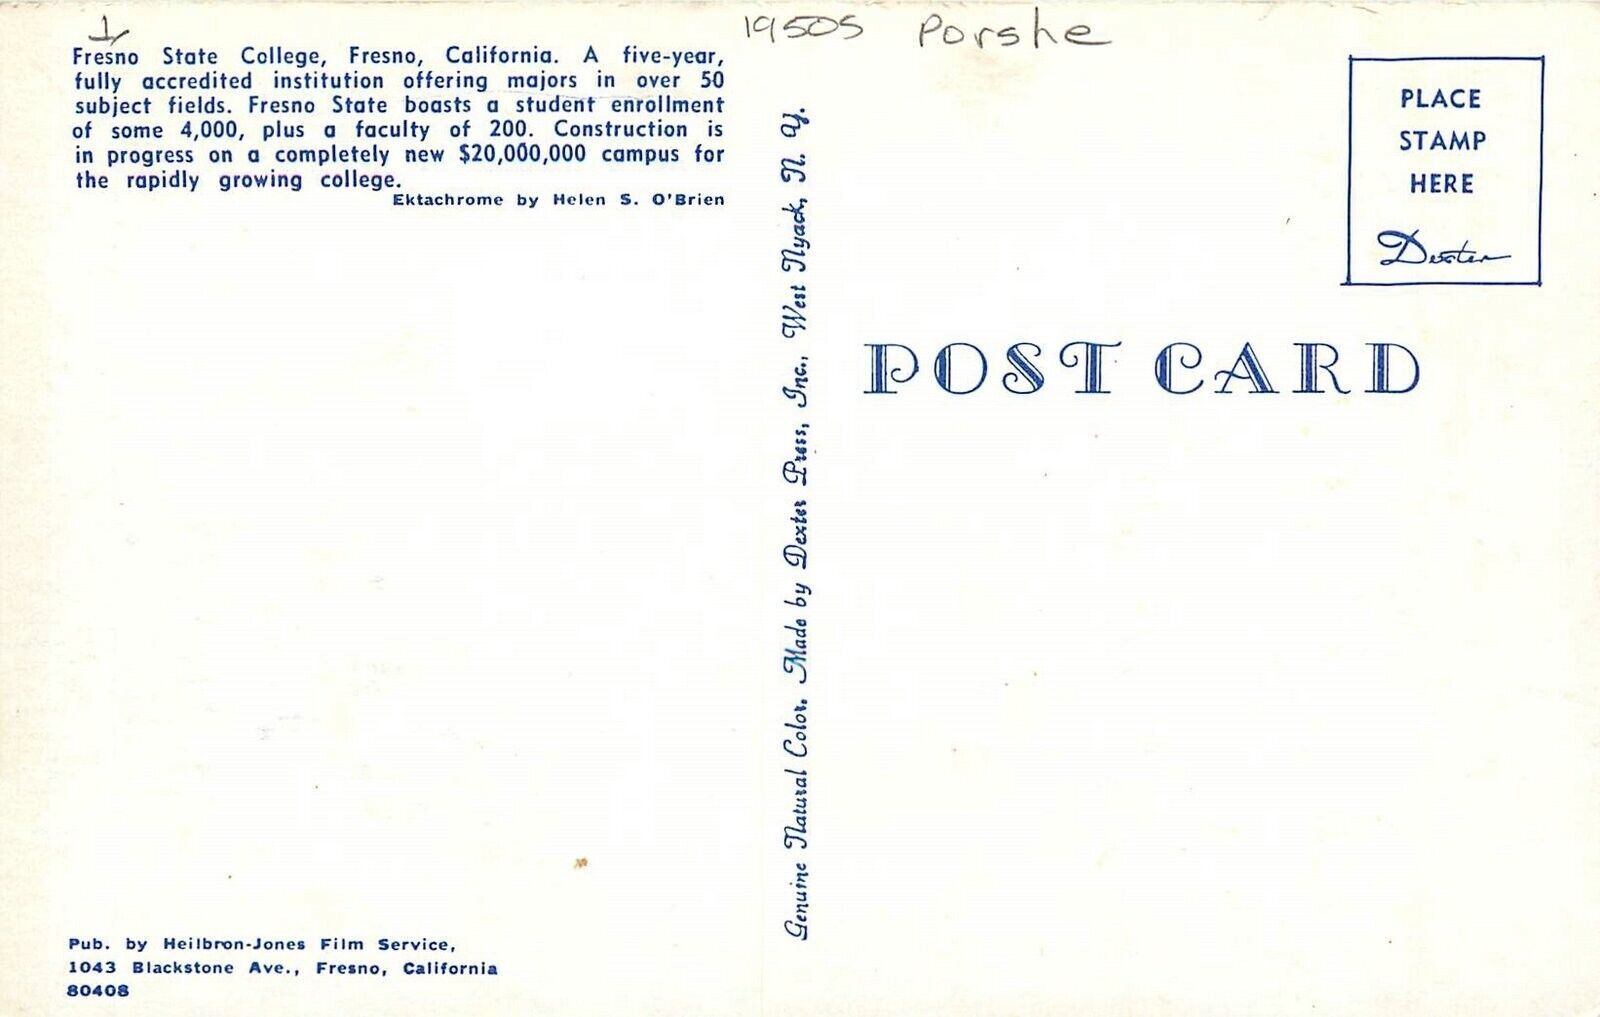 1
1950S Porshe
Fresno State College, Fresno, California. A five-year,
fully accredited institution offering majors in over 50
subject fields. Fresno State boasts a student enrollment
of some 4,000, plus a faculty of 200. Construction is
in progress on a completely new $20,000,000 campus for
the rapidly growing college.
Ektachrome by Helen S. O'Brien
Pub. by Heilbron-Jones Film Service,
1043 Blackstone Ave., Fresno, California
80408
Genuine Natural Color. Made by Dexter Press, Inc., West Nyack, N. Y.
PLACE
STAMP
HERE
Dexter
POST CARD